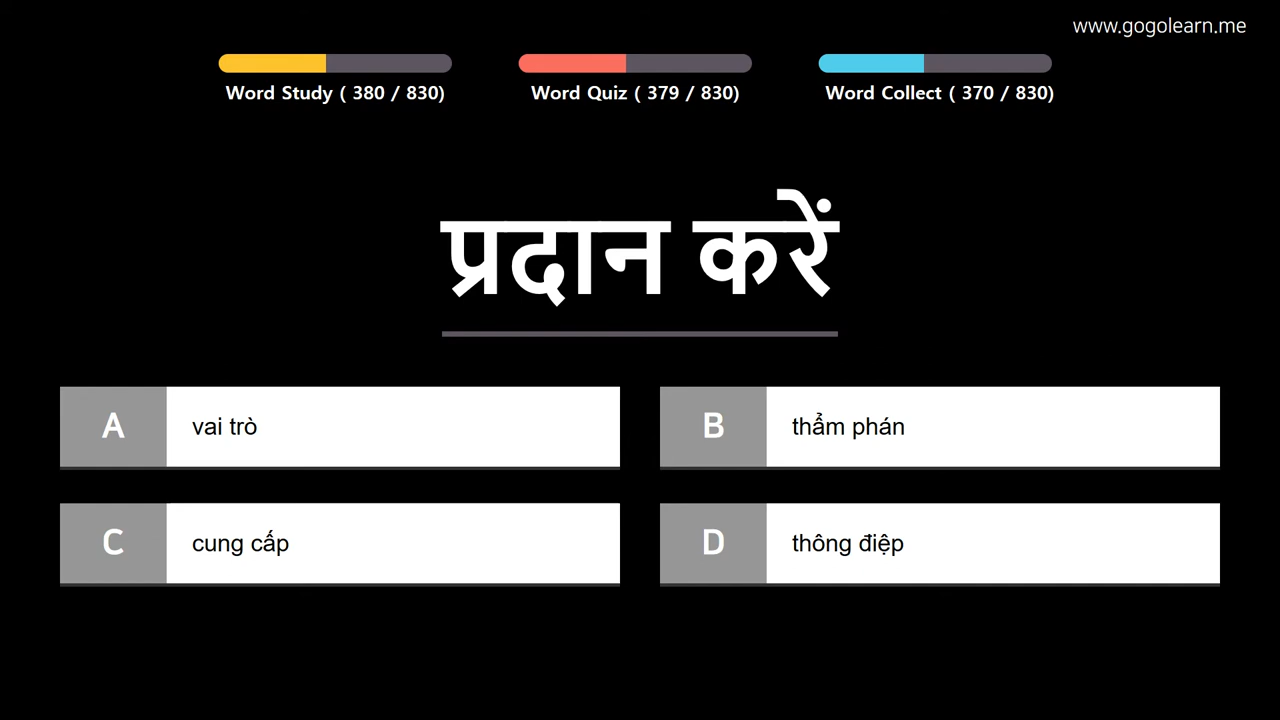 www.gogolearn.me
Word Study ( 380 / 830)
Word Quiz ( 379 / 830)
Word Collect ( 370 / 830)
प्रदान करें
A vai trò
B thẩm phán
C cung cấp
D thông điệp